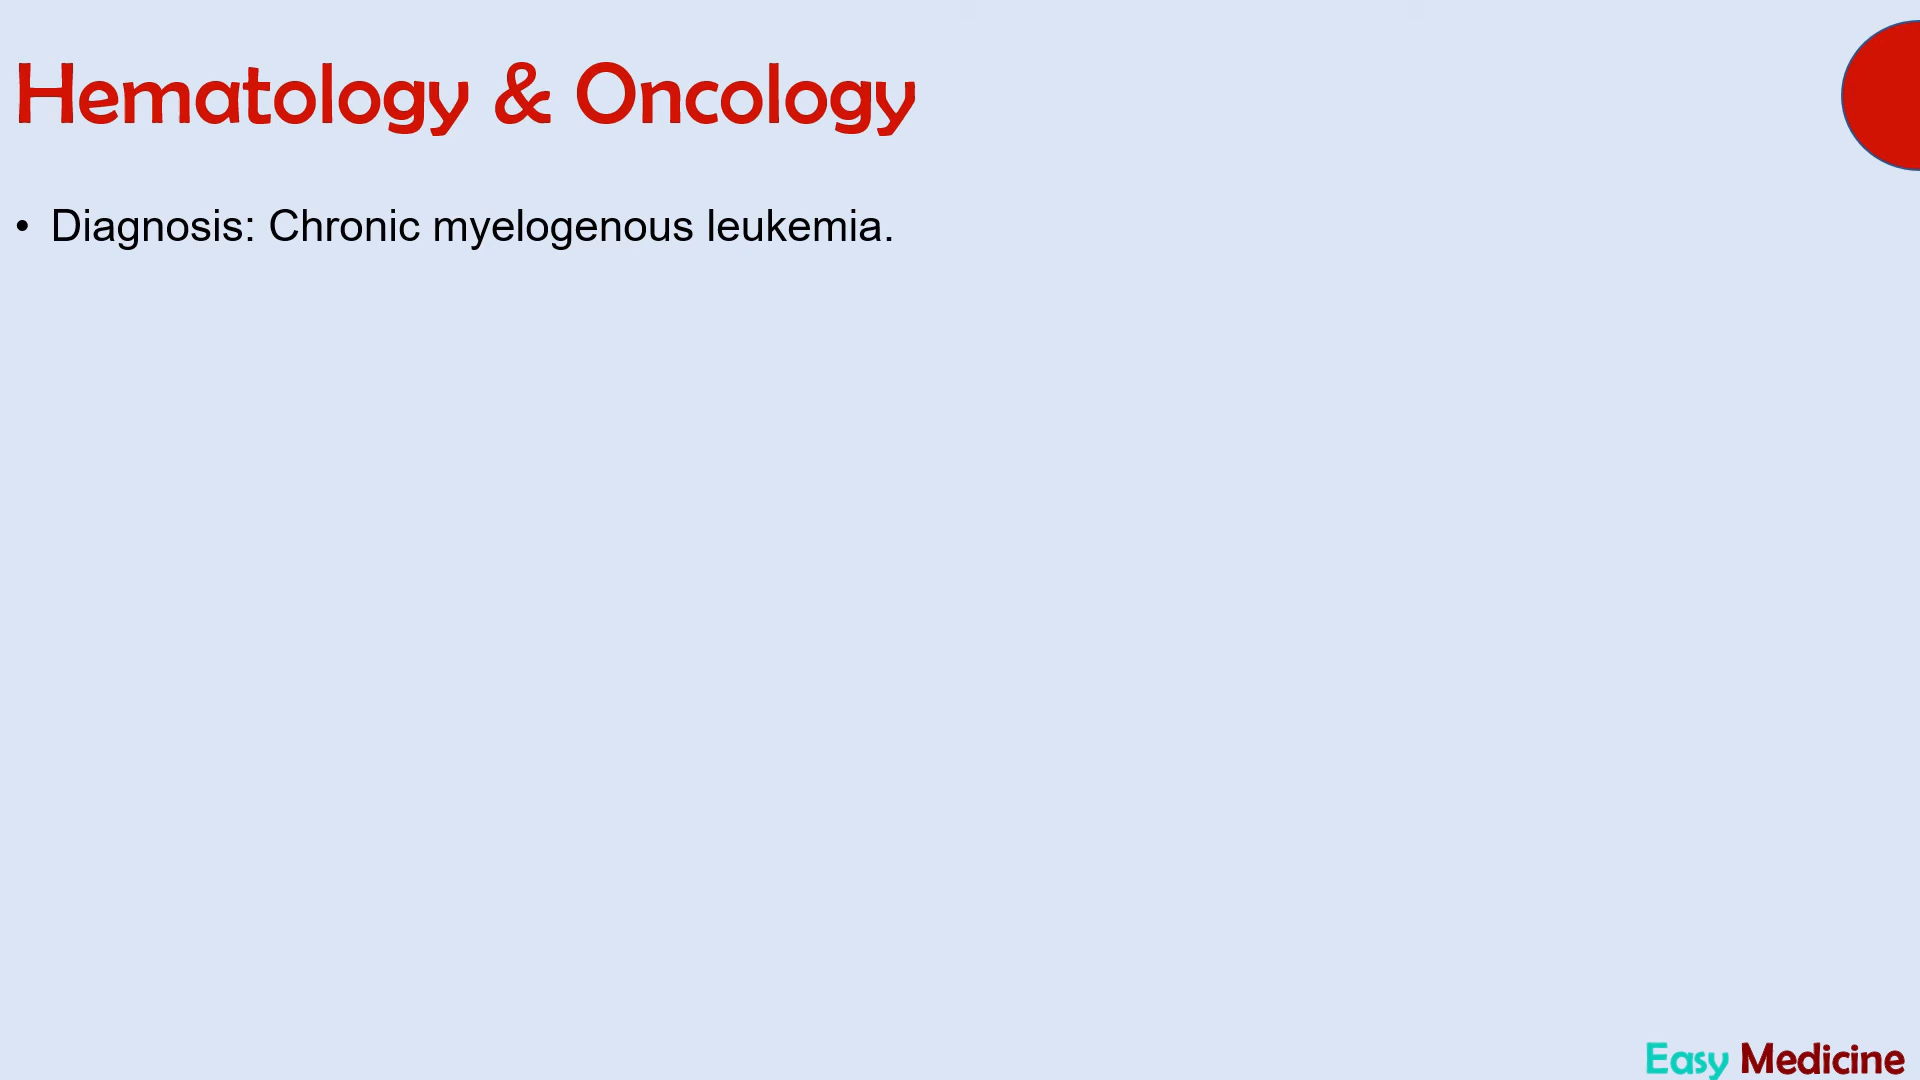 Hematology & Oncology
• Diagnosis: Chronic myelogenous leukemia.
Easy Medicine